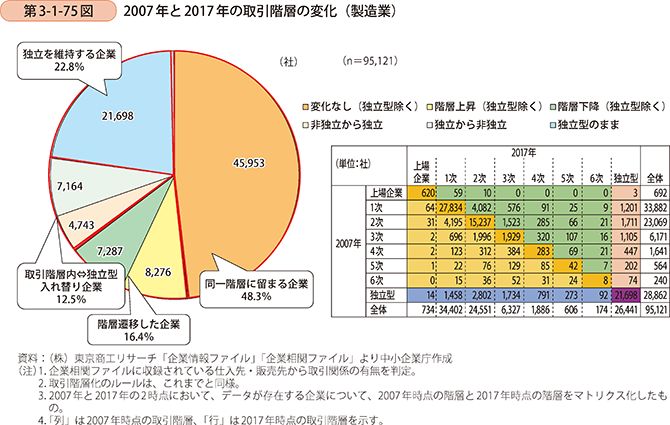 第3-1-75図
2007年と2017年の取引階層の変化（製造業）
（社）
（n＝95,121）
独立を維持する企業
22.8%
21,698
45,953
7,164
4,743
7,287
8,276
取引階層内⇔独立型
入れ替り企業
12.5%
階層遷移した企業
16.4%
同一階層に留まる企業
48.3%
変化なし（独立型除く） 階層上昇（独立型除く） 階層下降（独立型除く）
非独立から独立 独立から非独立 独立型のまま
（単位：社） 2017年
上場企業 1次 2次 3次 4次 5次 6次 独立型 全体
2007年
上場企業 620 59 10 0 0 0 0 3 692
1次 64 27,834 4,082 576 91 25 9 1,201 33,882
2次 31 4,195 15,237 1,523 285 66 21 1,711 23,069
3次 2 696 1,996 1,929 320 107 16 1,105 6,171
4次 2 123 312 384 283 69 21 447 1,641
5次 1 22 76 129 85 42 7 202 564
6次 0 15 36 52 31 24 8 74 240
独立型 14 1,458 2,802 1,734 791 273 92 21,698 28,862
全体 734 34,402 24,551 6,327 1,886 606 174 26,441 95,121
資料：（株）東京商工リサーチ「企業情報ファイル」「企業相関ファイル」より中小企業庁作成
（注）1．企業相関ファイルに収録されている仕入先・販売先から取引関係の有無を判定。
2．取引階層化のルールは、これまでと同様。
3．2007年と2017年の2時点において、データが存在する企業について、2007年時点の階層と2017年時点の階層をマトリクス化したも
の。
4．「列」は2007年時点の取引階層、「行」は2017年時点の取引階層を示す。